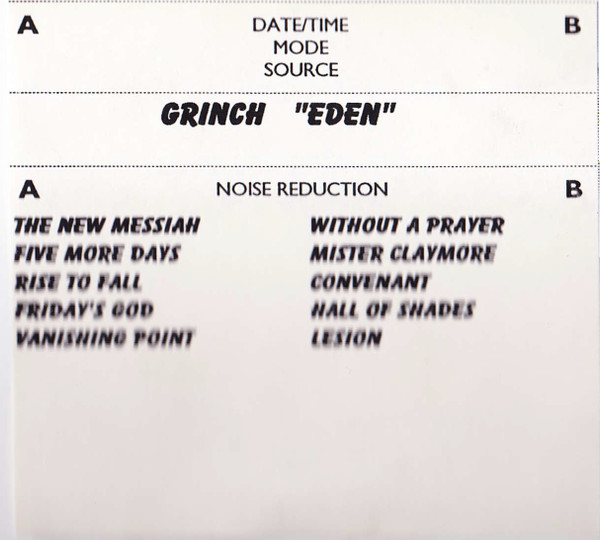 A DATE/TIME B
MODE
SOURCE
GRINCH "EDEN"
A NOISE REDUCTION B
THE NEW MESSIAH
FIVE MORE DAYS
RISE TO FALL
FRIDAY'S GOD
VANISHING POINT
WITHOUT A PRAYER
MISTER CLAYMORE
CONVENANT
HALL OF SHADES
LESION